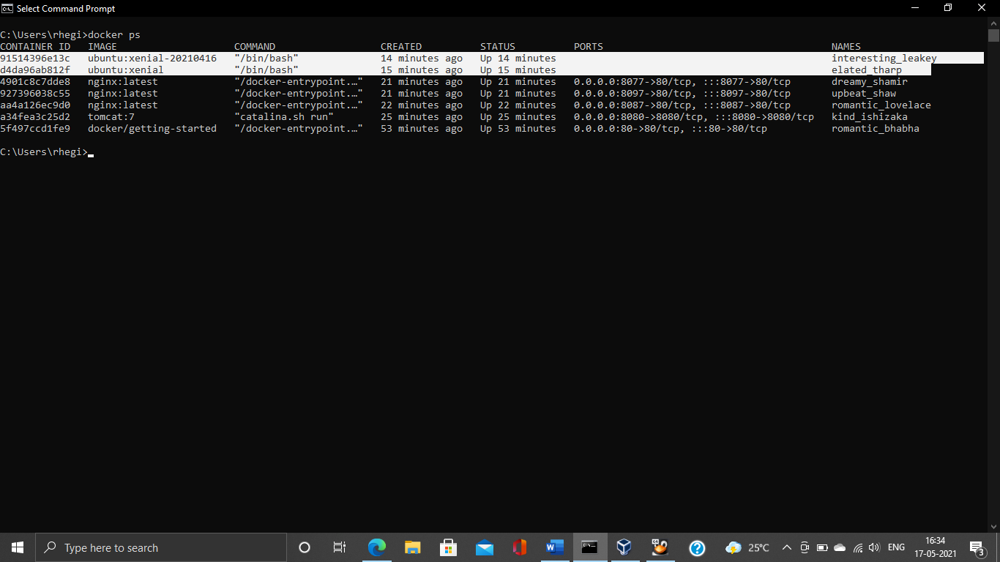 Select Command Prompt
C:\Users\rhegi>docker ps
CONTAINER ID   IMAGE                    COMMAND                  CREATED          STATUS          PORTS                                       NAMES
91514396e13c   ubuntu:xenial-20210416   "/bin/bash"              14 minutes ago   Up 14 minutes                                               interesting_leakey
d4da96ab812f   ubuntu:xenial            "/bin/bash"              15 minutes ago   Up 15 minutes                                               elated_tharp
4901c8c7dde8   nginx:latest             "/docker-entrypoint.…"   21 minutes ago   Up 21 minutes   0.0.0.0:8077->80/tcp, :::8077->80/tcp       dreamy_shamir
927396038c55   nginx:latest             "/docker-entrypoint.…"   21 minutes ago   Up 21 minutes   0.0.0.0:8097->80/tcp, :::8097->80/tcp       upbeat_shaw
aa4a126ec9d0   nginx:latest             "/docker-entrypoint.…"   22 minutes ago   Up 22 minutes   0.0.0.0:8087->80/tcp, :::8087->80/tcp       romantic_lovelace
a34fea3c25d2   tomcat:7                 "catalina.sh run"        25 minutes ago   Up 25 minutes   0.0.0.0:8080->8080/tcp, :::8080->8080/tcp   kind_ishizaka
5f497ccd1fe9   docker/getting-started   "/docker-entrypoint.…"   53 minutes ago   Up 53 minutes   0.0.0.0:80->80/tcp, :::80->80/tcp           romantic_bhabha
C:\Users\rhegi>
Type here to search
25°C
ENG
16:34
17-05-2021
3